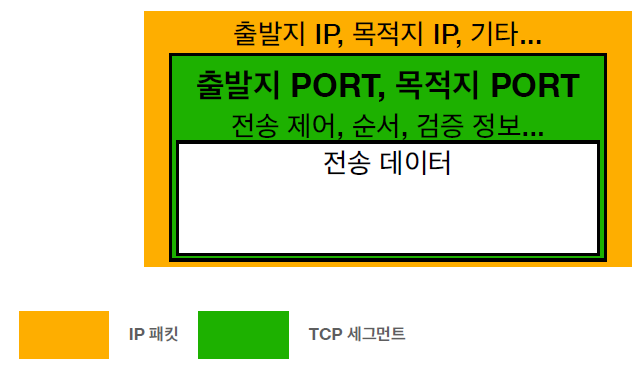 출발지 IP, 목적지 IP, 기타...
출발지 PORT, 목적지 PORT
전송 제어, 순서, 검증 정보...
전송 데이터
IP 패킷
TCP 세그먼트